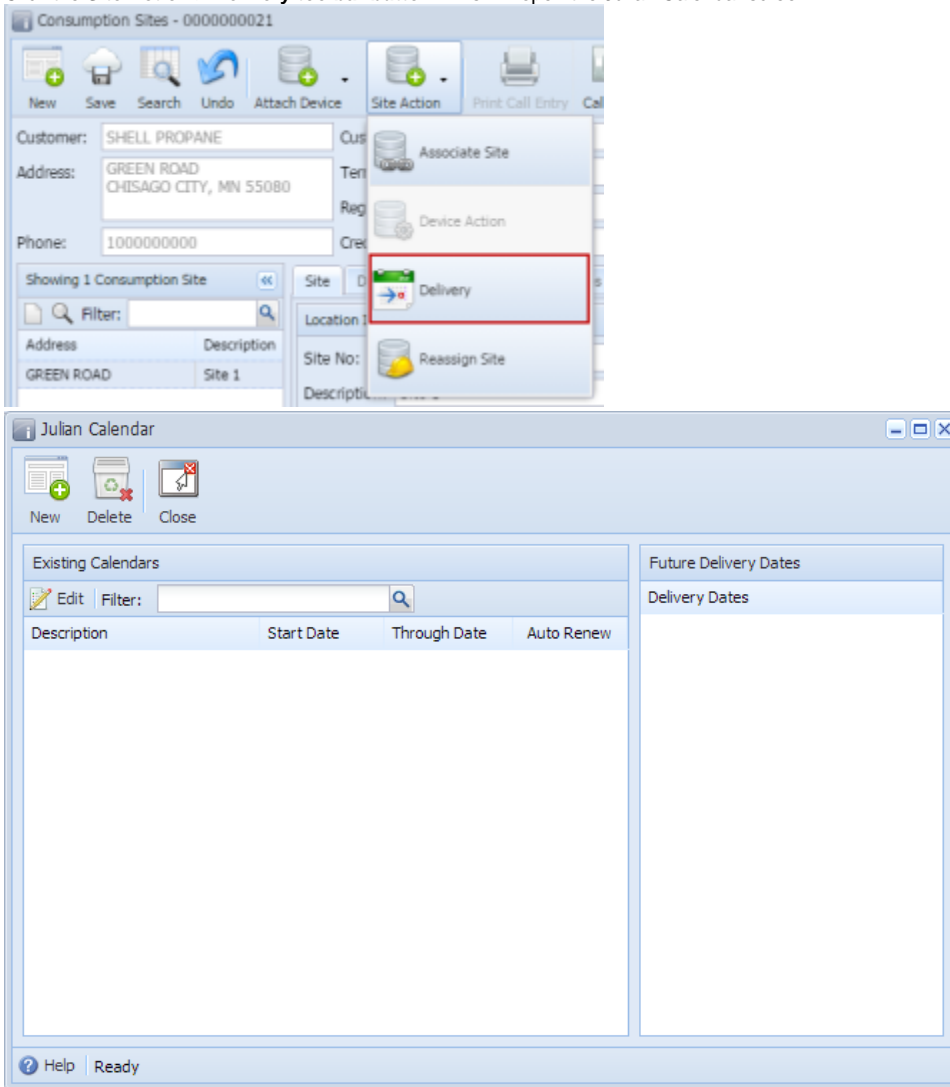 Consumption Sites - 0000000021
New Save Search Undo Attach Device Site Action Print Call Entry
Customer: SHELL PROPANE
Associate Site
Address: GREEN ROAD
CHISAGO CITY, MN 55080
Device Action
Phone: 1000000000
Showing 1 Consumption Site Site
Delivery
Filter:
Address Description
Site No: Reassign Site
GREEN ROAD Site 1
Julian Calendar
New Delete Close
Existing Calendars Future Delivery Dates
Edit Filter: Delivery Dates
Description Start Date Through Date Auto Renew
Help Ready